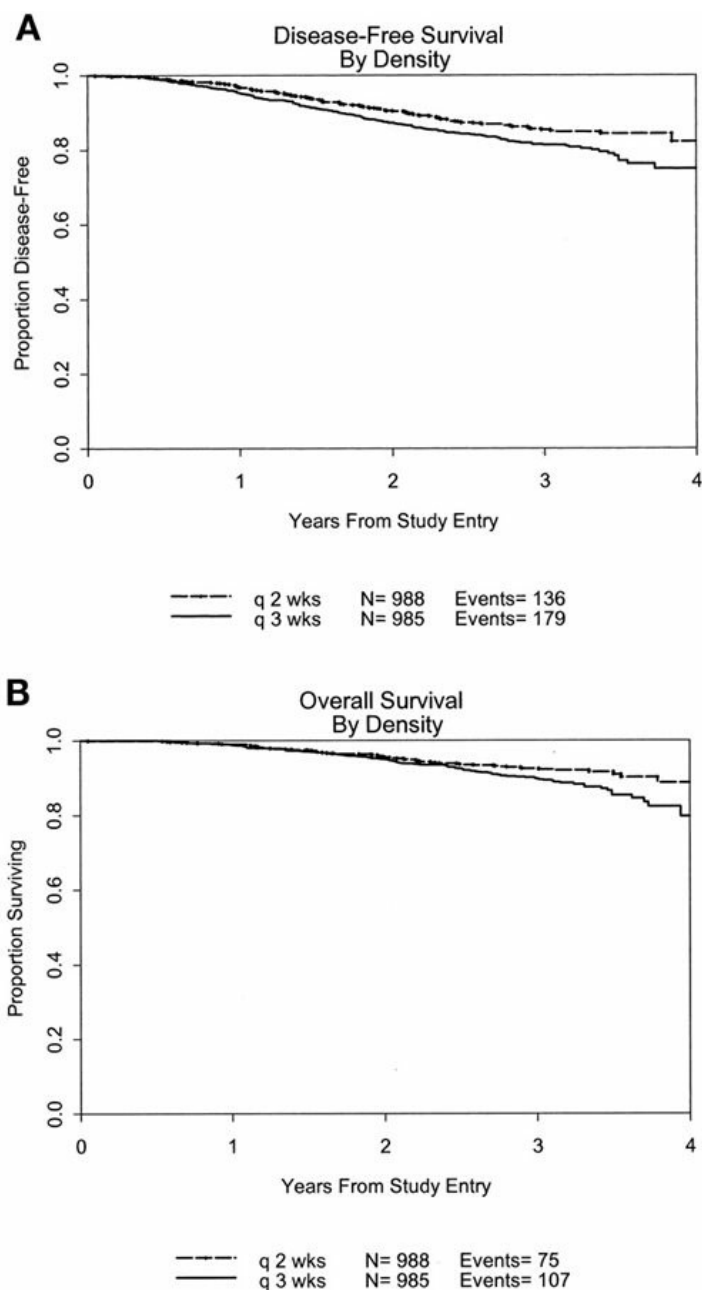 A
Disease-Free Survival
By Density
1.0
0.8
0.6
0.4
0.2
0.0
Proportion Disease-Free
0 1 2 3 4
Years From Study Entry
q 2 wks N= 988 Events= 136
q 3 wks N= 985 Events= 179
B
Overall Survival
By Density
1.0
0.8
0.6
0.4
0.2
0.0
Proportion Surviving
0 1 2 3 4
Years From Study Entry
q 2 wks N= 988 Events= 75
q 3 wks N= 985 Events= 107